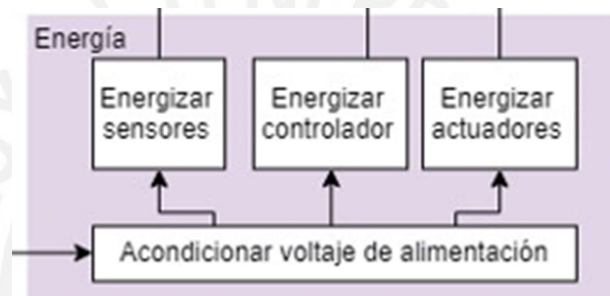 Energía
Energizar
sensores
Energizar
controlador
Energizar
actuadores
Acondicionar voltaje de alimentación